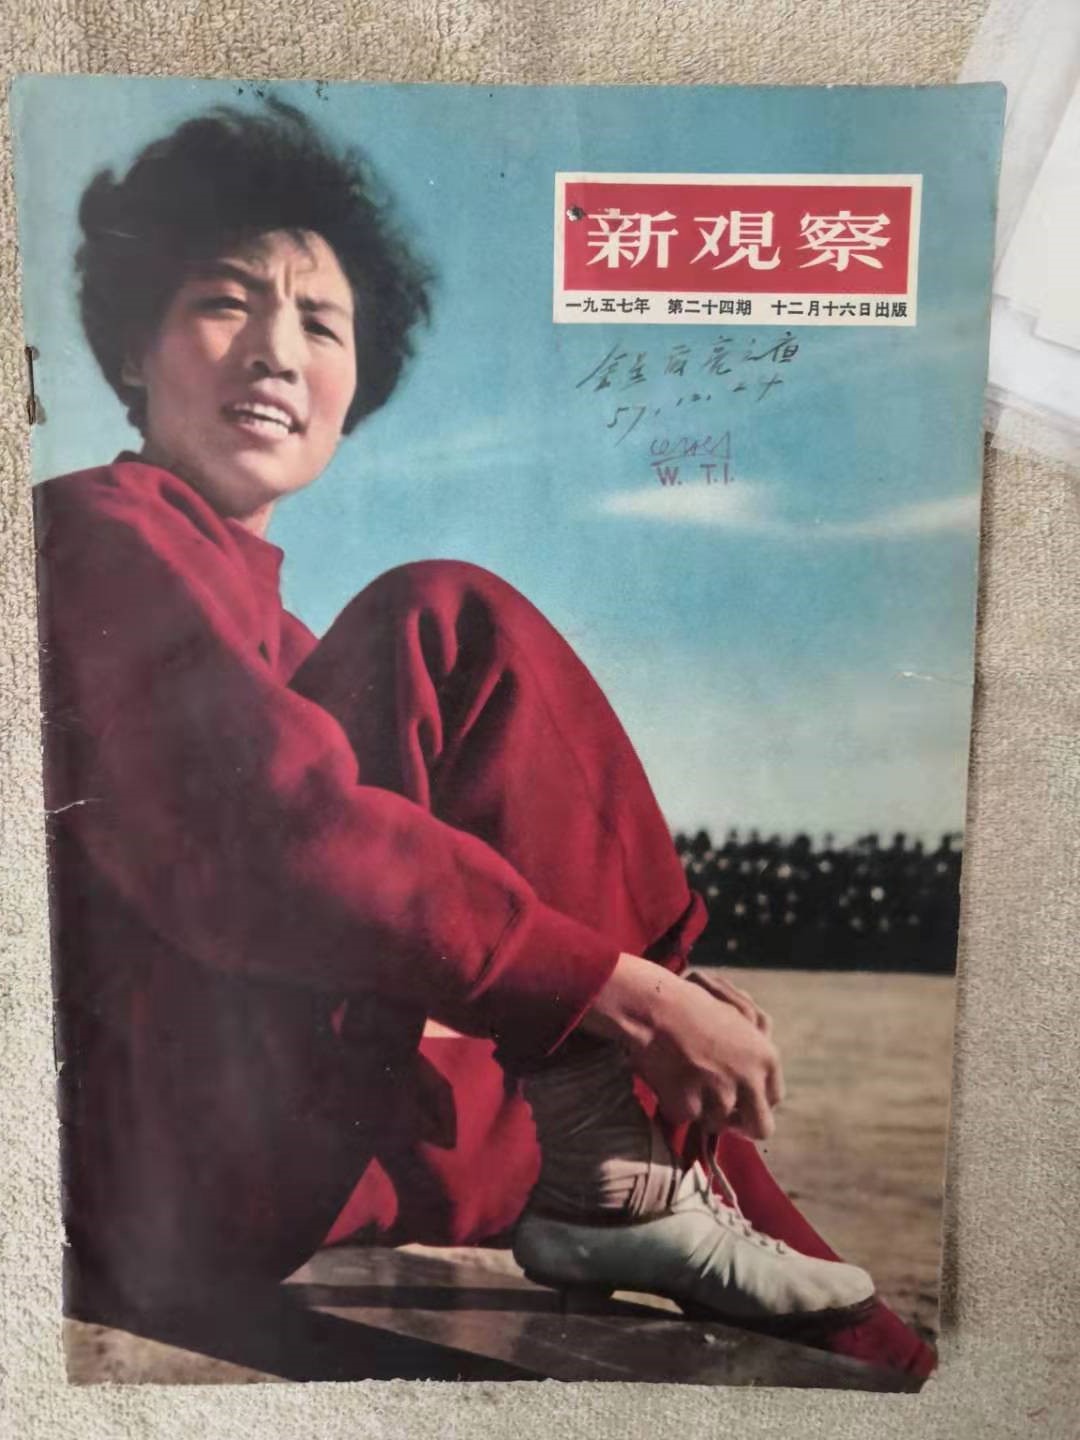 新观察
一九五七年 第二十四期 十二月十六日出版
57.12.24
W. T.I.